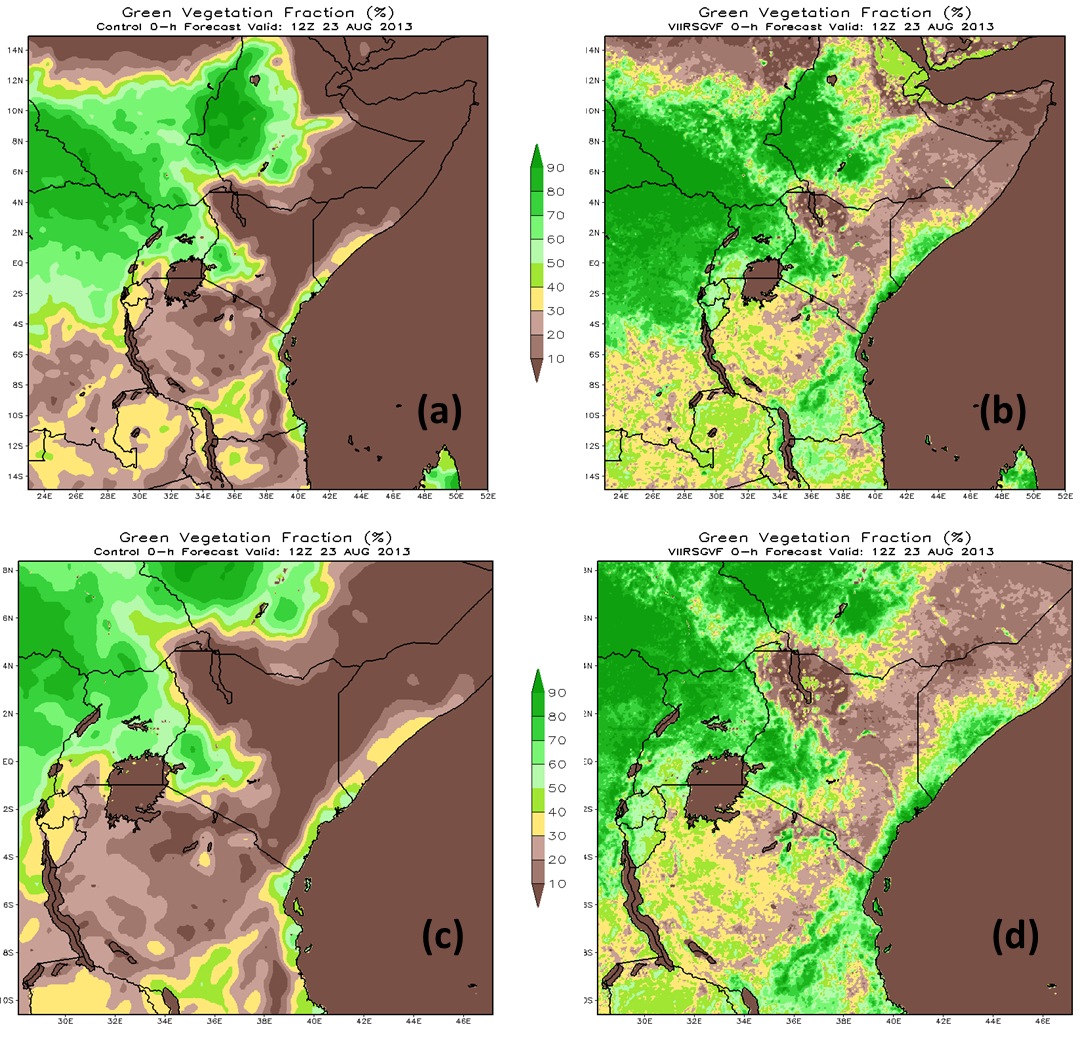 Green Vegetation Fraction (%)
Control 0-h Forecast Valid: 12Z 23 AUG 2013
14N
12N
10N
8N
6N
4N
2N
EQ
2S
4S
6S
8S
10S
12S
14S
24E 26E 28E 30E 32E 34E 36E 38E 40E 42E 44E 46E 48E 50E 52E
(a)
90
80
70
60
50
40
30
20
10
Green Vegetation Fraction (%)
VIIRSGVF 0-h Forecast Valid: 12Z 23 AUG 2013
14N
12N
10N
8N
6N
4N
2N
EQ
2S
4S
6S
8S
10S
12S
14S
24E 26E 28E 30E 32E 34E 36E 38E 40E 42E 44E 46E 48E 50E 52E
(b)
Green Vegetation Fraction (%)
Control 0-h Forecast Valid: 12Z 23 AUG 2013
8N
6N
4N
2N
EQ
2S
4S
6S
8S
0S
30E 32E 34E 36E 38E 40E 42E 44E 46E
(c)
90
80
70
60
50
40
30
20
10
Green Vegetation Fraction (%)
VIIRSGVF 0-h Forecast Valid: 12Z 23 AUG 2013
8N
6N
4N
2N
EQ
2S
4S
6S
8S
0S
30E 32E 34E 36E 38E 40E 42E 44E 46E
(d)